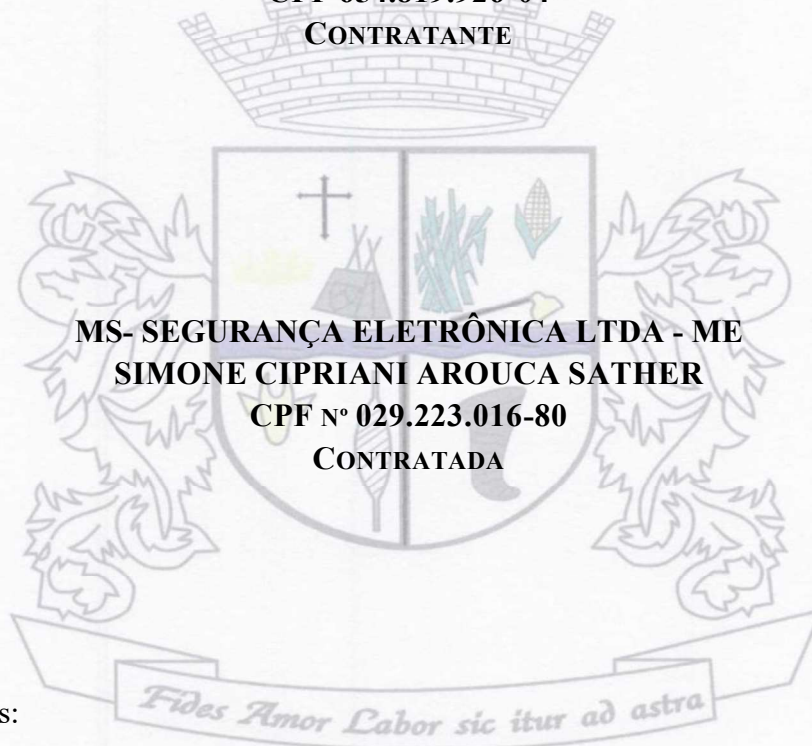 CONTRATANTE
MS- SEGURANÇA ELETRÔNICA LTDA - ME
SIMONE CIPRIANI AROUCA SATHER
CPF Nº 029.223.016-80
CONTRATADA
s:
Fides Amor Labor sic itur ad astra